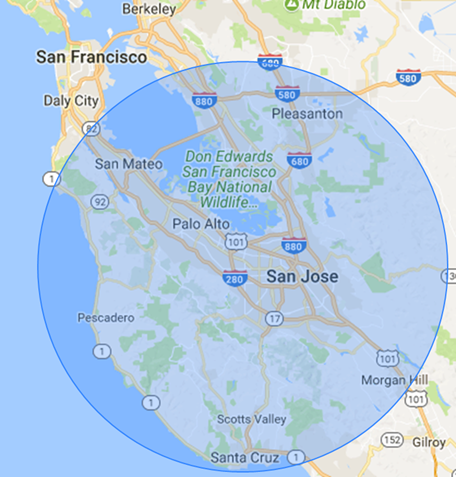 Berkeley
Mt Diablo
San Francisco
680
580
Daly City
880
580
Pleasanton
82
San Mateo
Don Edwards
San Francisco
Bay National
Wildlife...
680
1
92
Palo Alto
101
880
280
San Jose
Pescadero
17
1
101
Morgan Hill
1
101
Scotts Valley
152
Gilroy
Santa Cruz
1